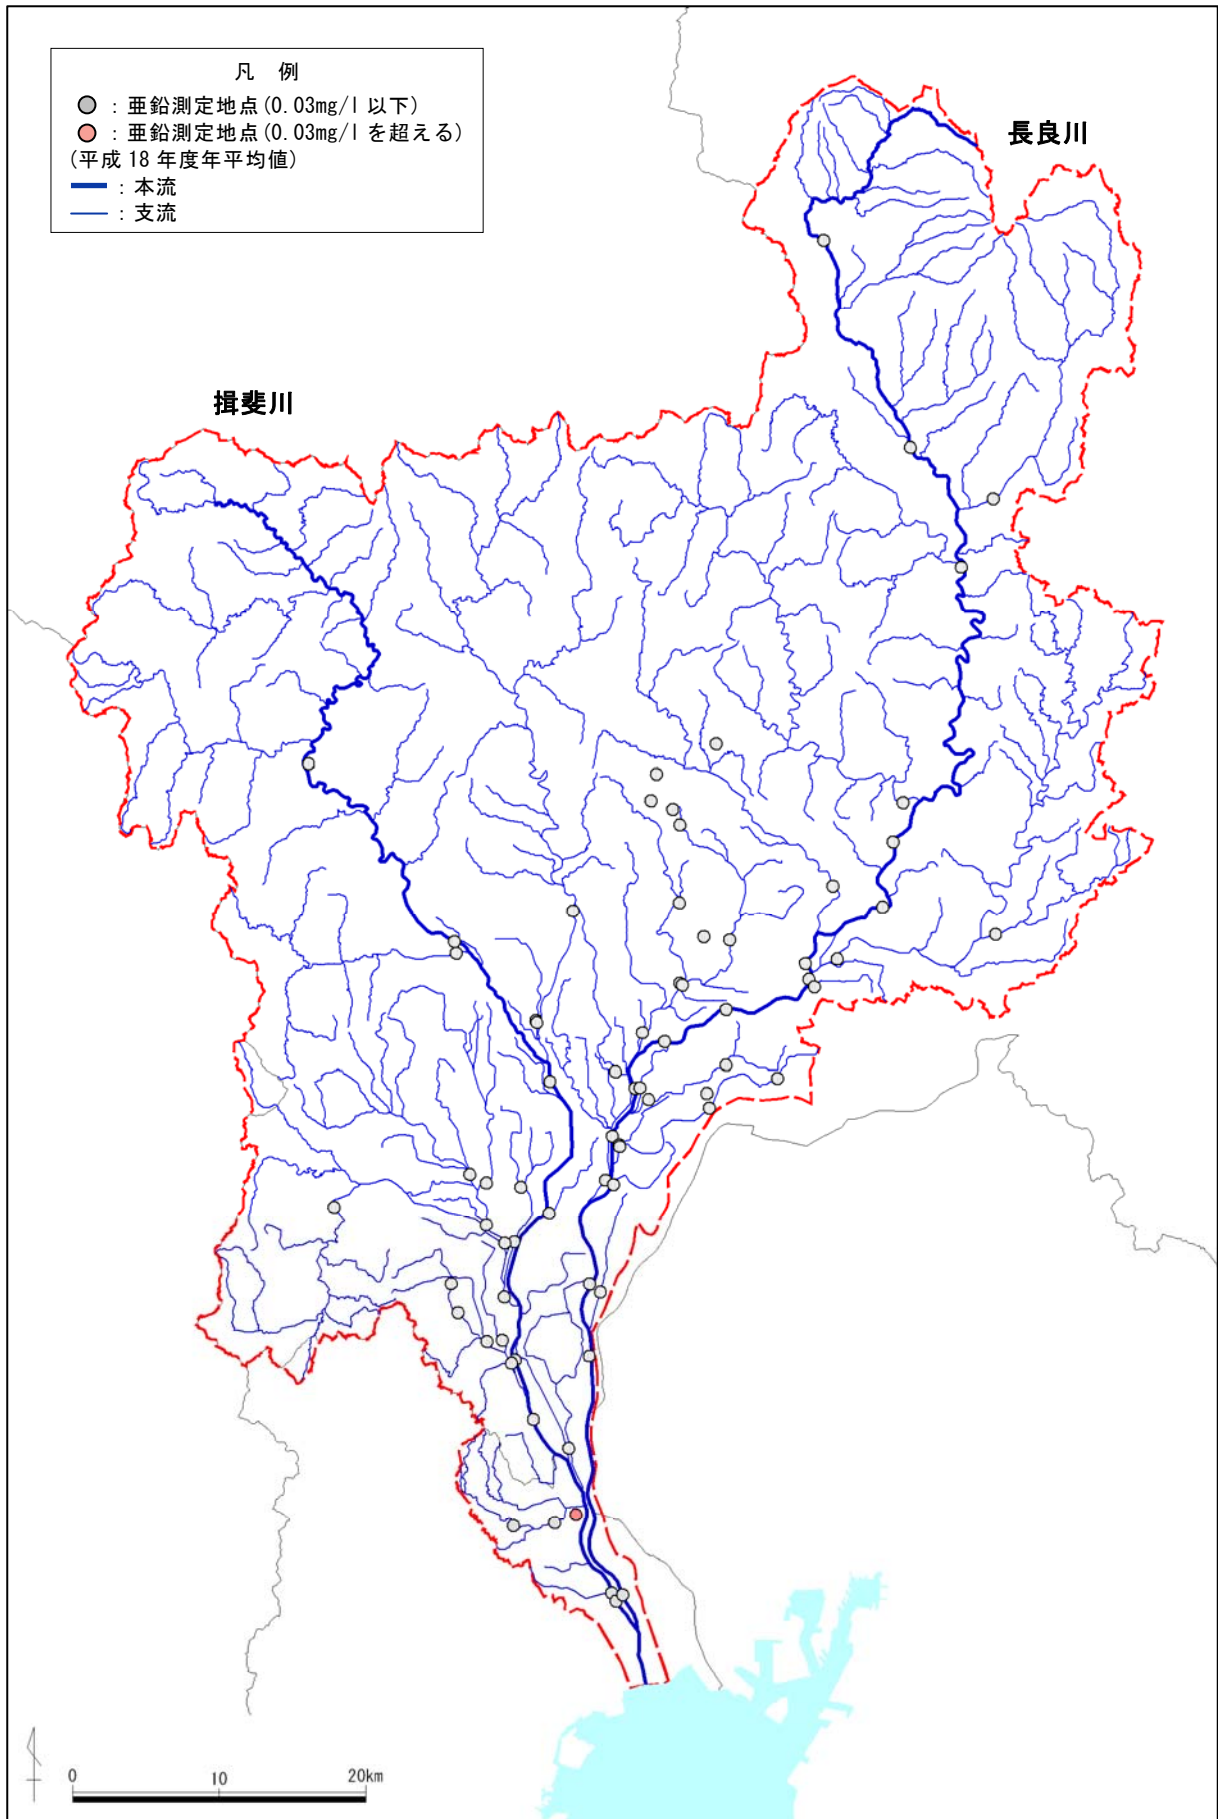 凡 例
: 亜鉛測定地点(0.03mg/l 以下)
: 亜鉛測定地点(0.03mg/l を超える)
(平成 18 年度年平均値)
: 本流
: 支流
長良川
揖斐川
0 10 20km